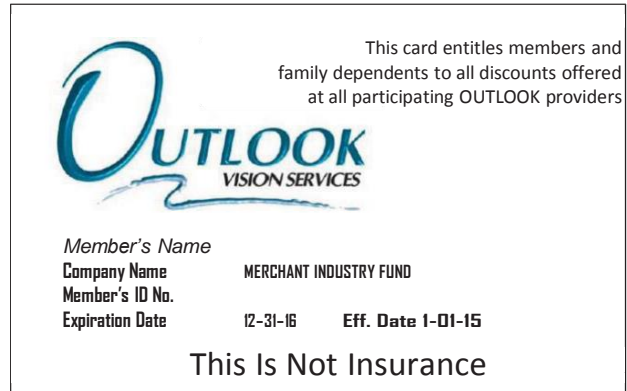 This card entitles members and
family dependents to all discounts offered
at all participating OUTLOOK providers
OUTLOOK
VISION SERVICES
Member's Name
Company Name MERCHANT INDUSTRY FUND
Member's ID No.
Expiration Date 12-31-16 Eff. Date 1-01-15
This Is Not Insurance